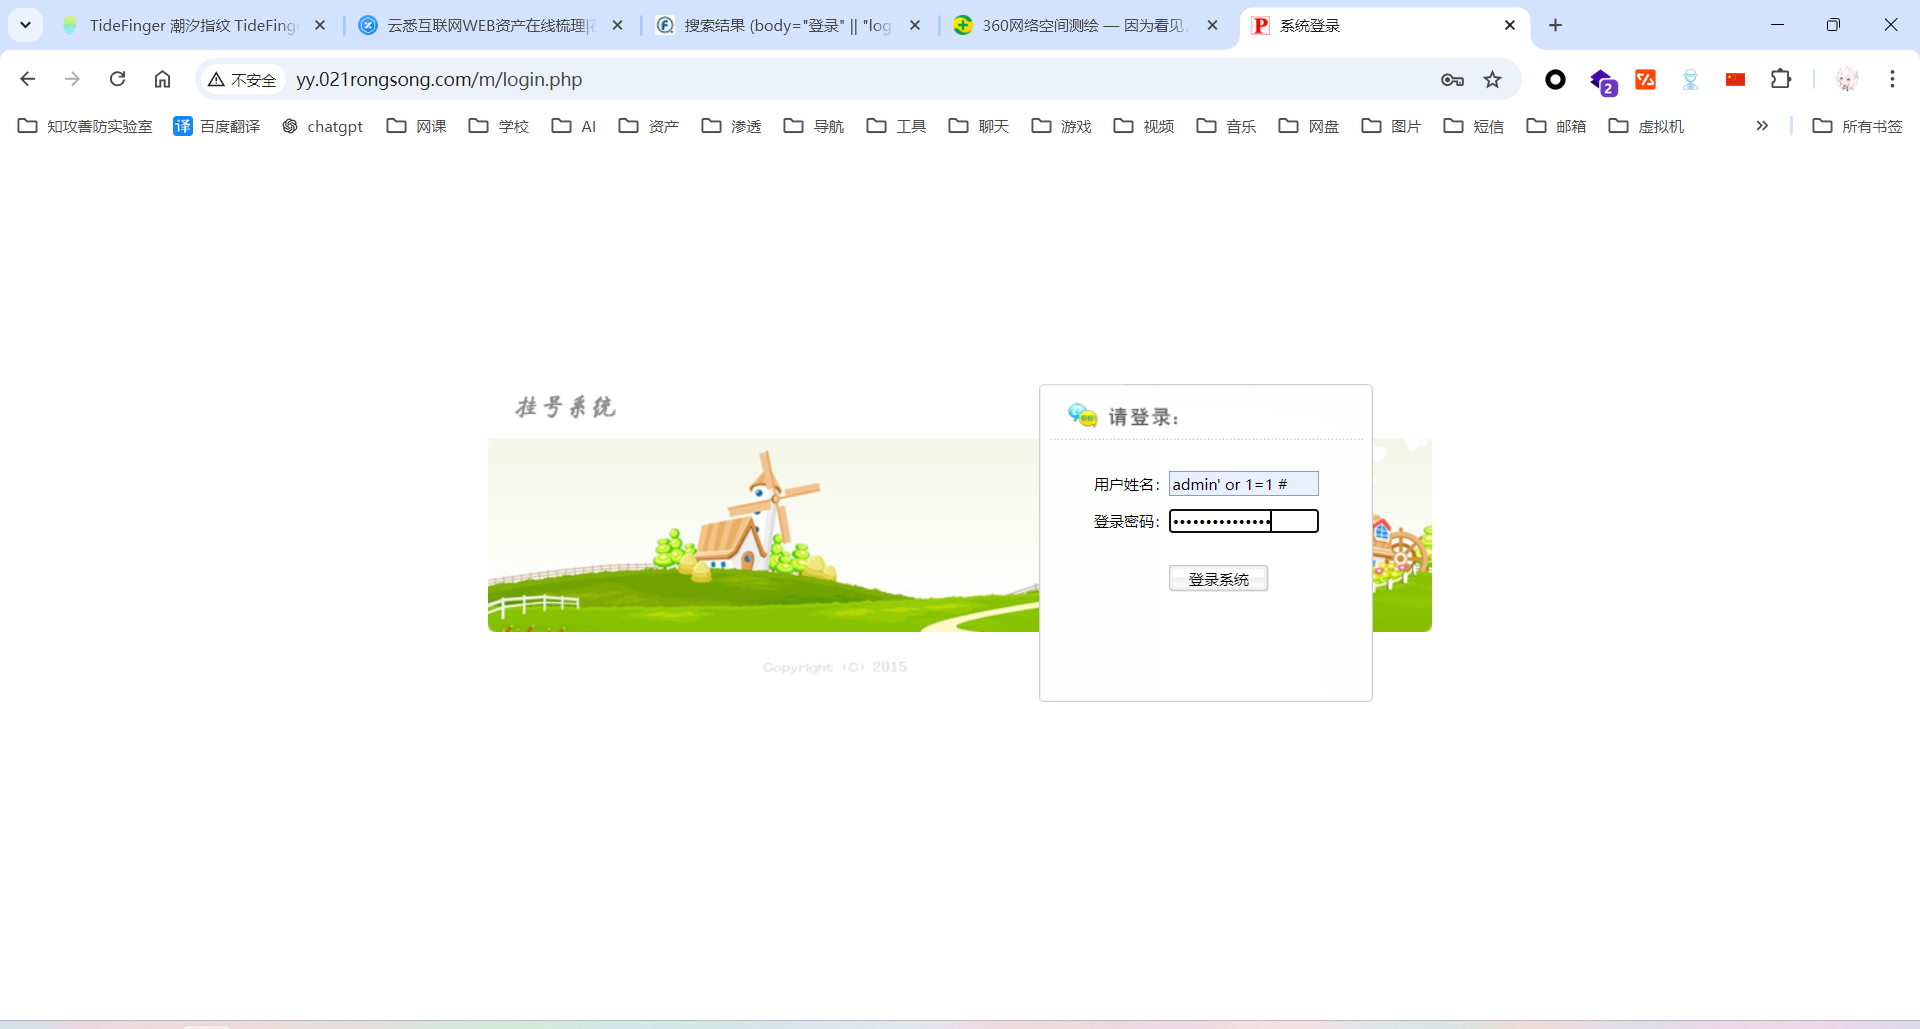 TideFinger 潮汐指纹 TideFing
云悉互联网WEB资产在线梳理|在
搜索结果 (body="登录" || "log
360网络空间测绘 — 因为看见,
系统登录
不安全
yy.021rongsong.com/m/login.php
2
知攻善防实验室
译 百度翻译
chatgpt
网课
学校
AI
资产
渗透
导航
工具
聊天
游戏
视频
音乐
网盘
图片
短信
邮箱
虚拟机
所有书签
挂号系统
请登录:
用户姓名: admin' or 1=1 #
登录密码: •••••••••••••••
登录系统
Copyright (C) 2015